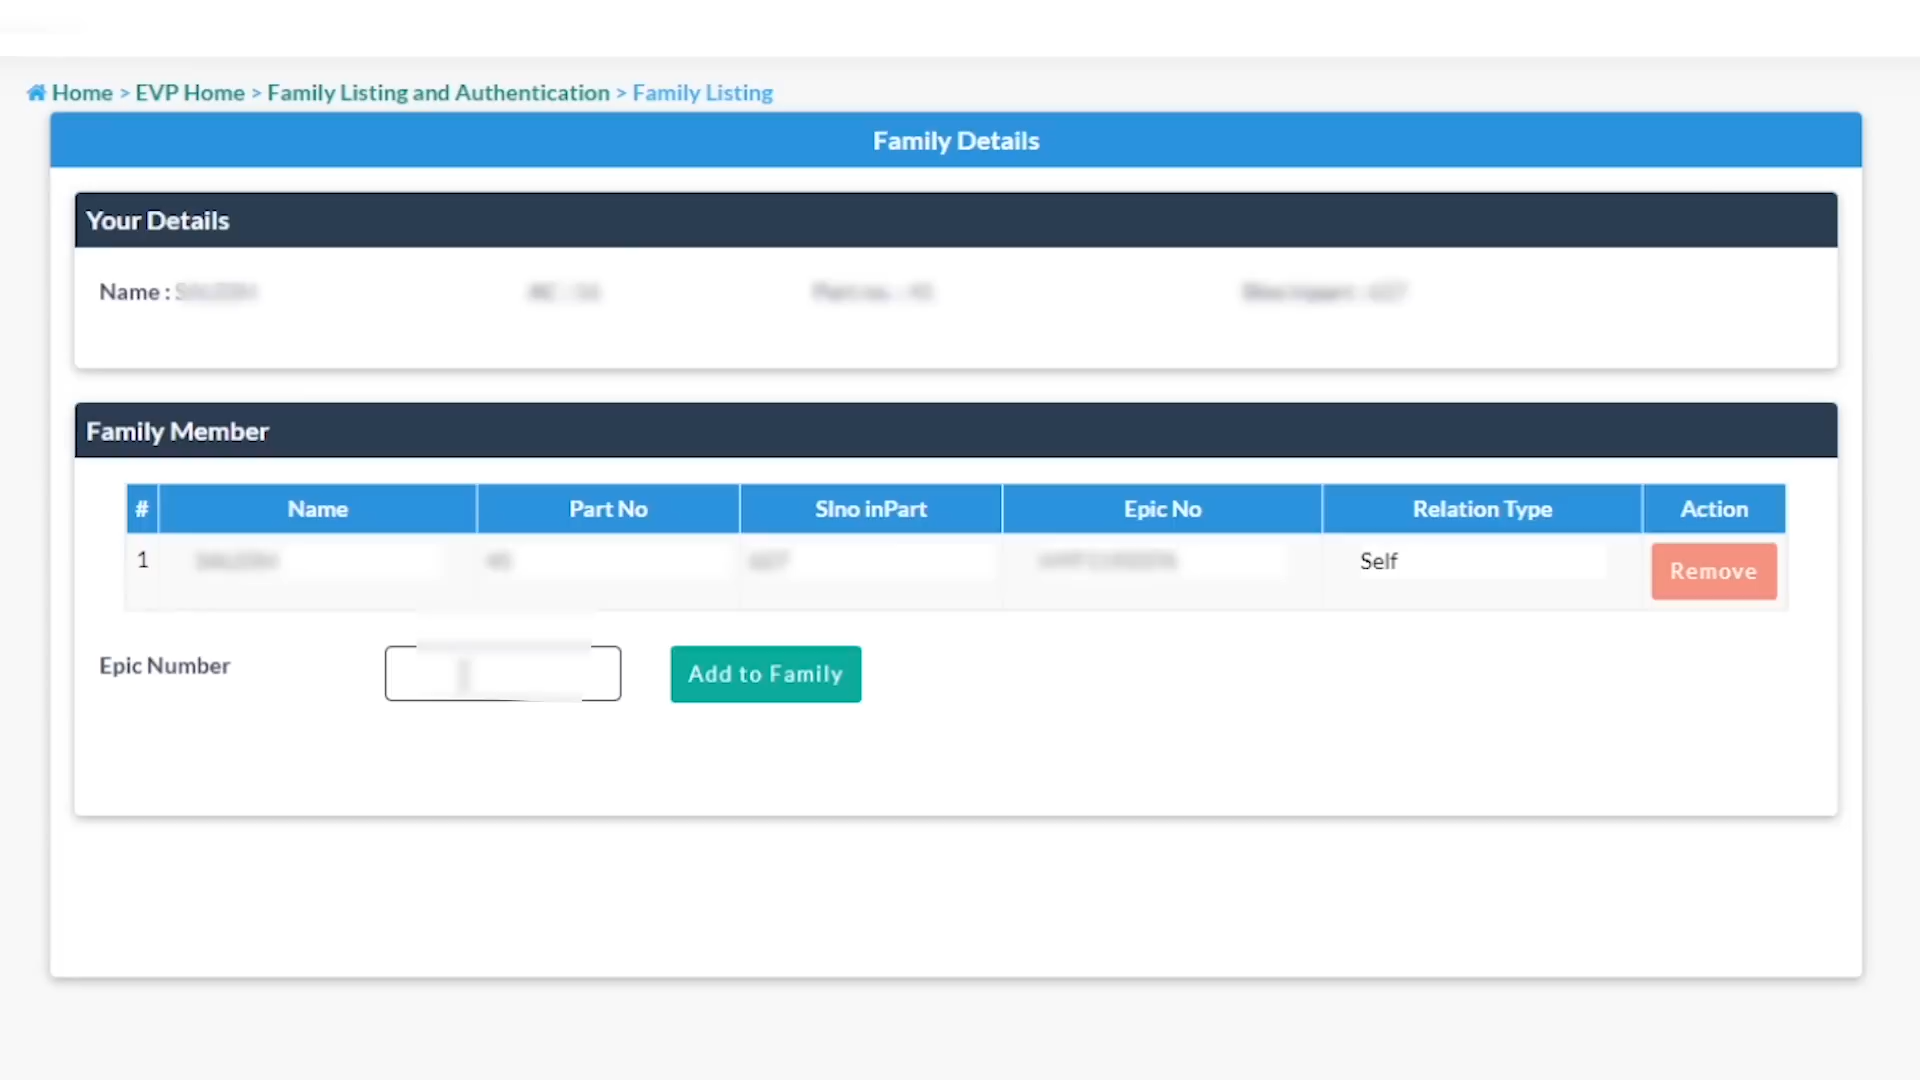 Home > EVP Home > Family Listing and Authentication > Family Listing
Family Details
Your Details
Name :
Family Member
# Name Part No Slno inPart Epic No Relation Type Action
1 Self Remove
Epic Number Add to Family